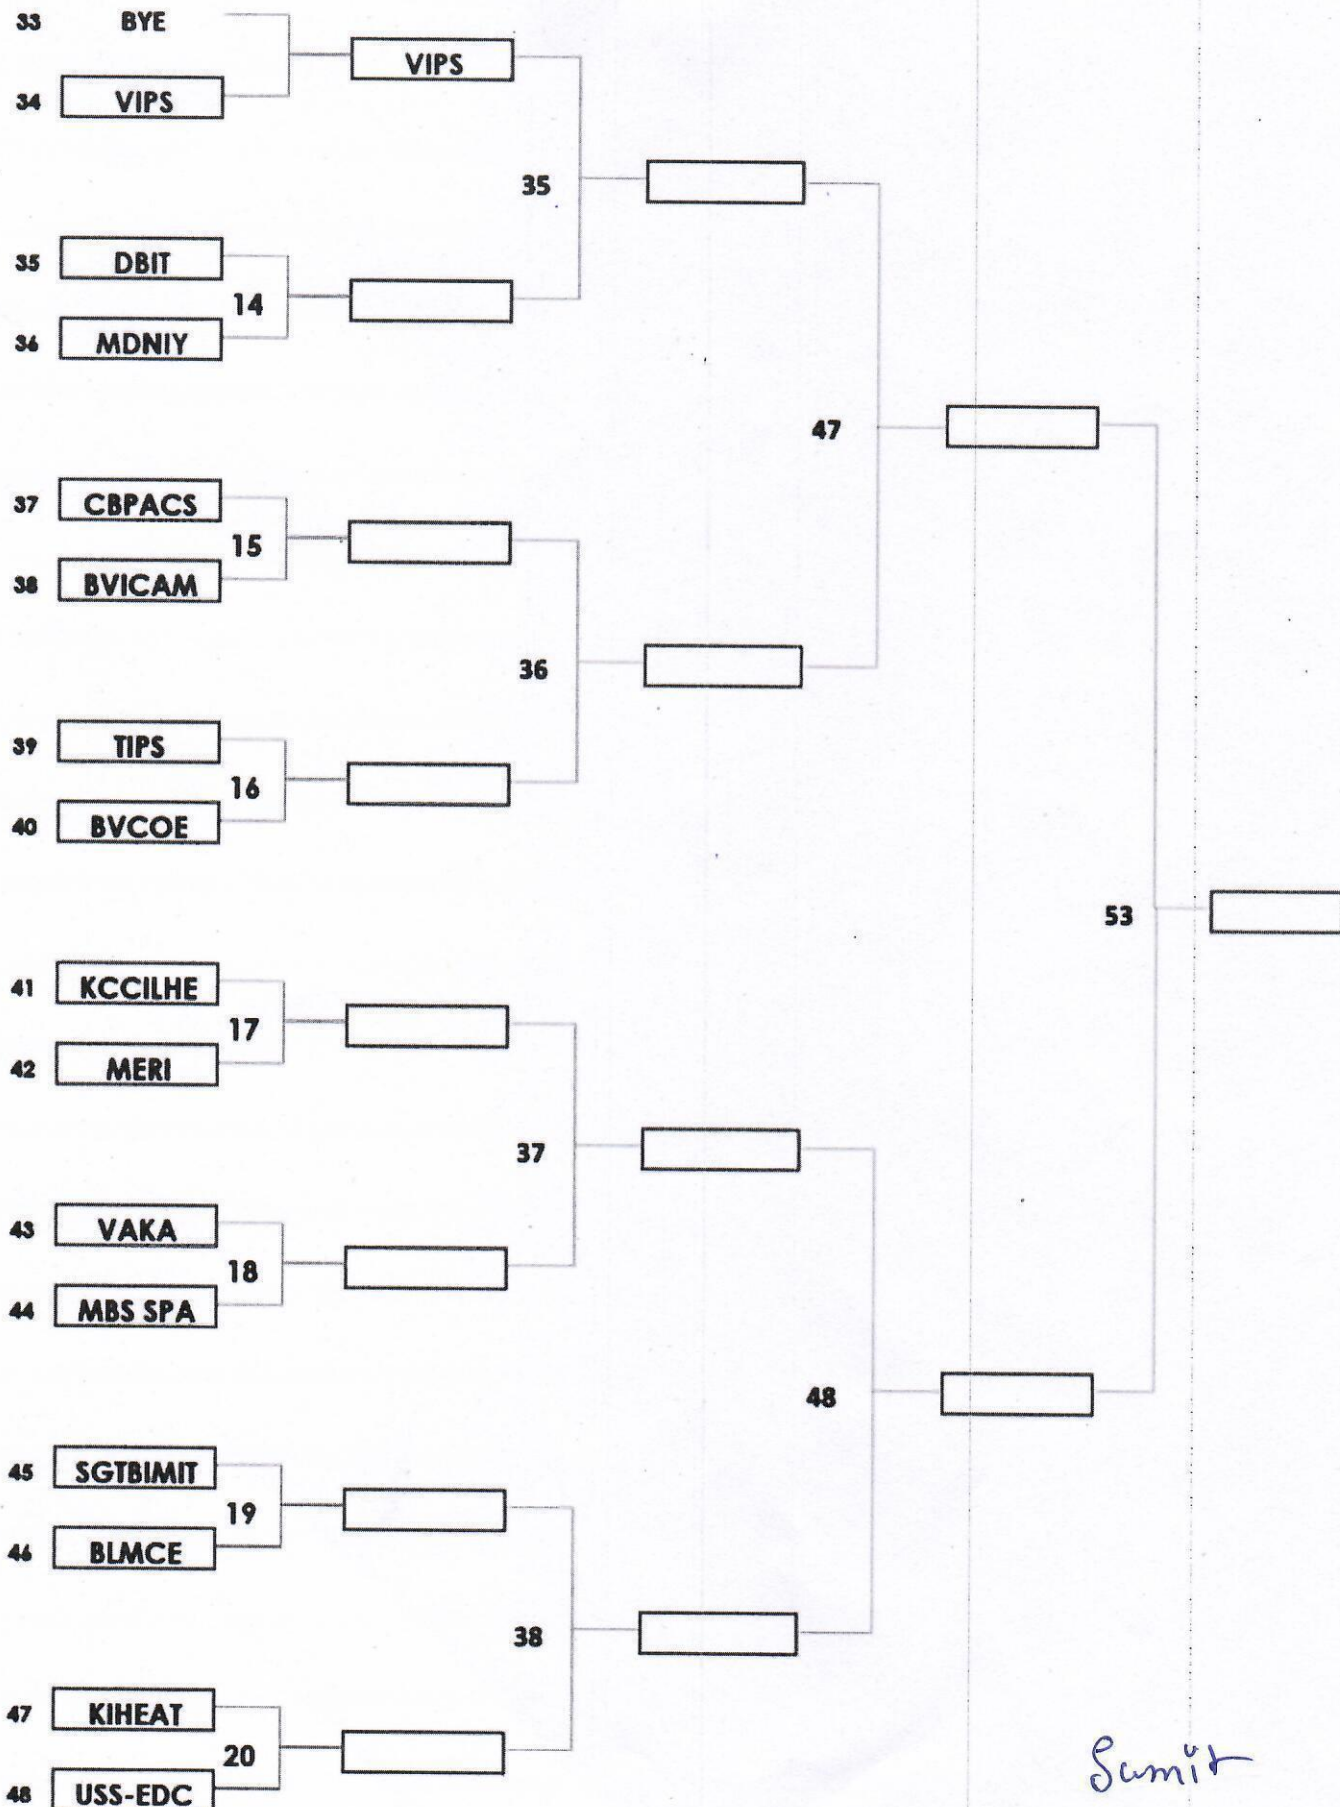 33 BYE
VIPS
34 VIPS
35
35 DBIT
14
36 MDNIY
47
37 CBPACS
15
38 BVICAM
36
39 TIPS
16
40 BVCOE
53
41 KCCILHE
17
42 MERI
37
43 VAKA
18
44 MBS SPA
48
45 SGTBIMIT
19
46 BLMCE
38
47 KIHEAT
20
48 USS-EDC
Sumit